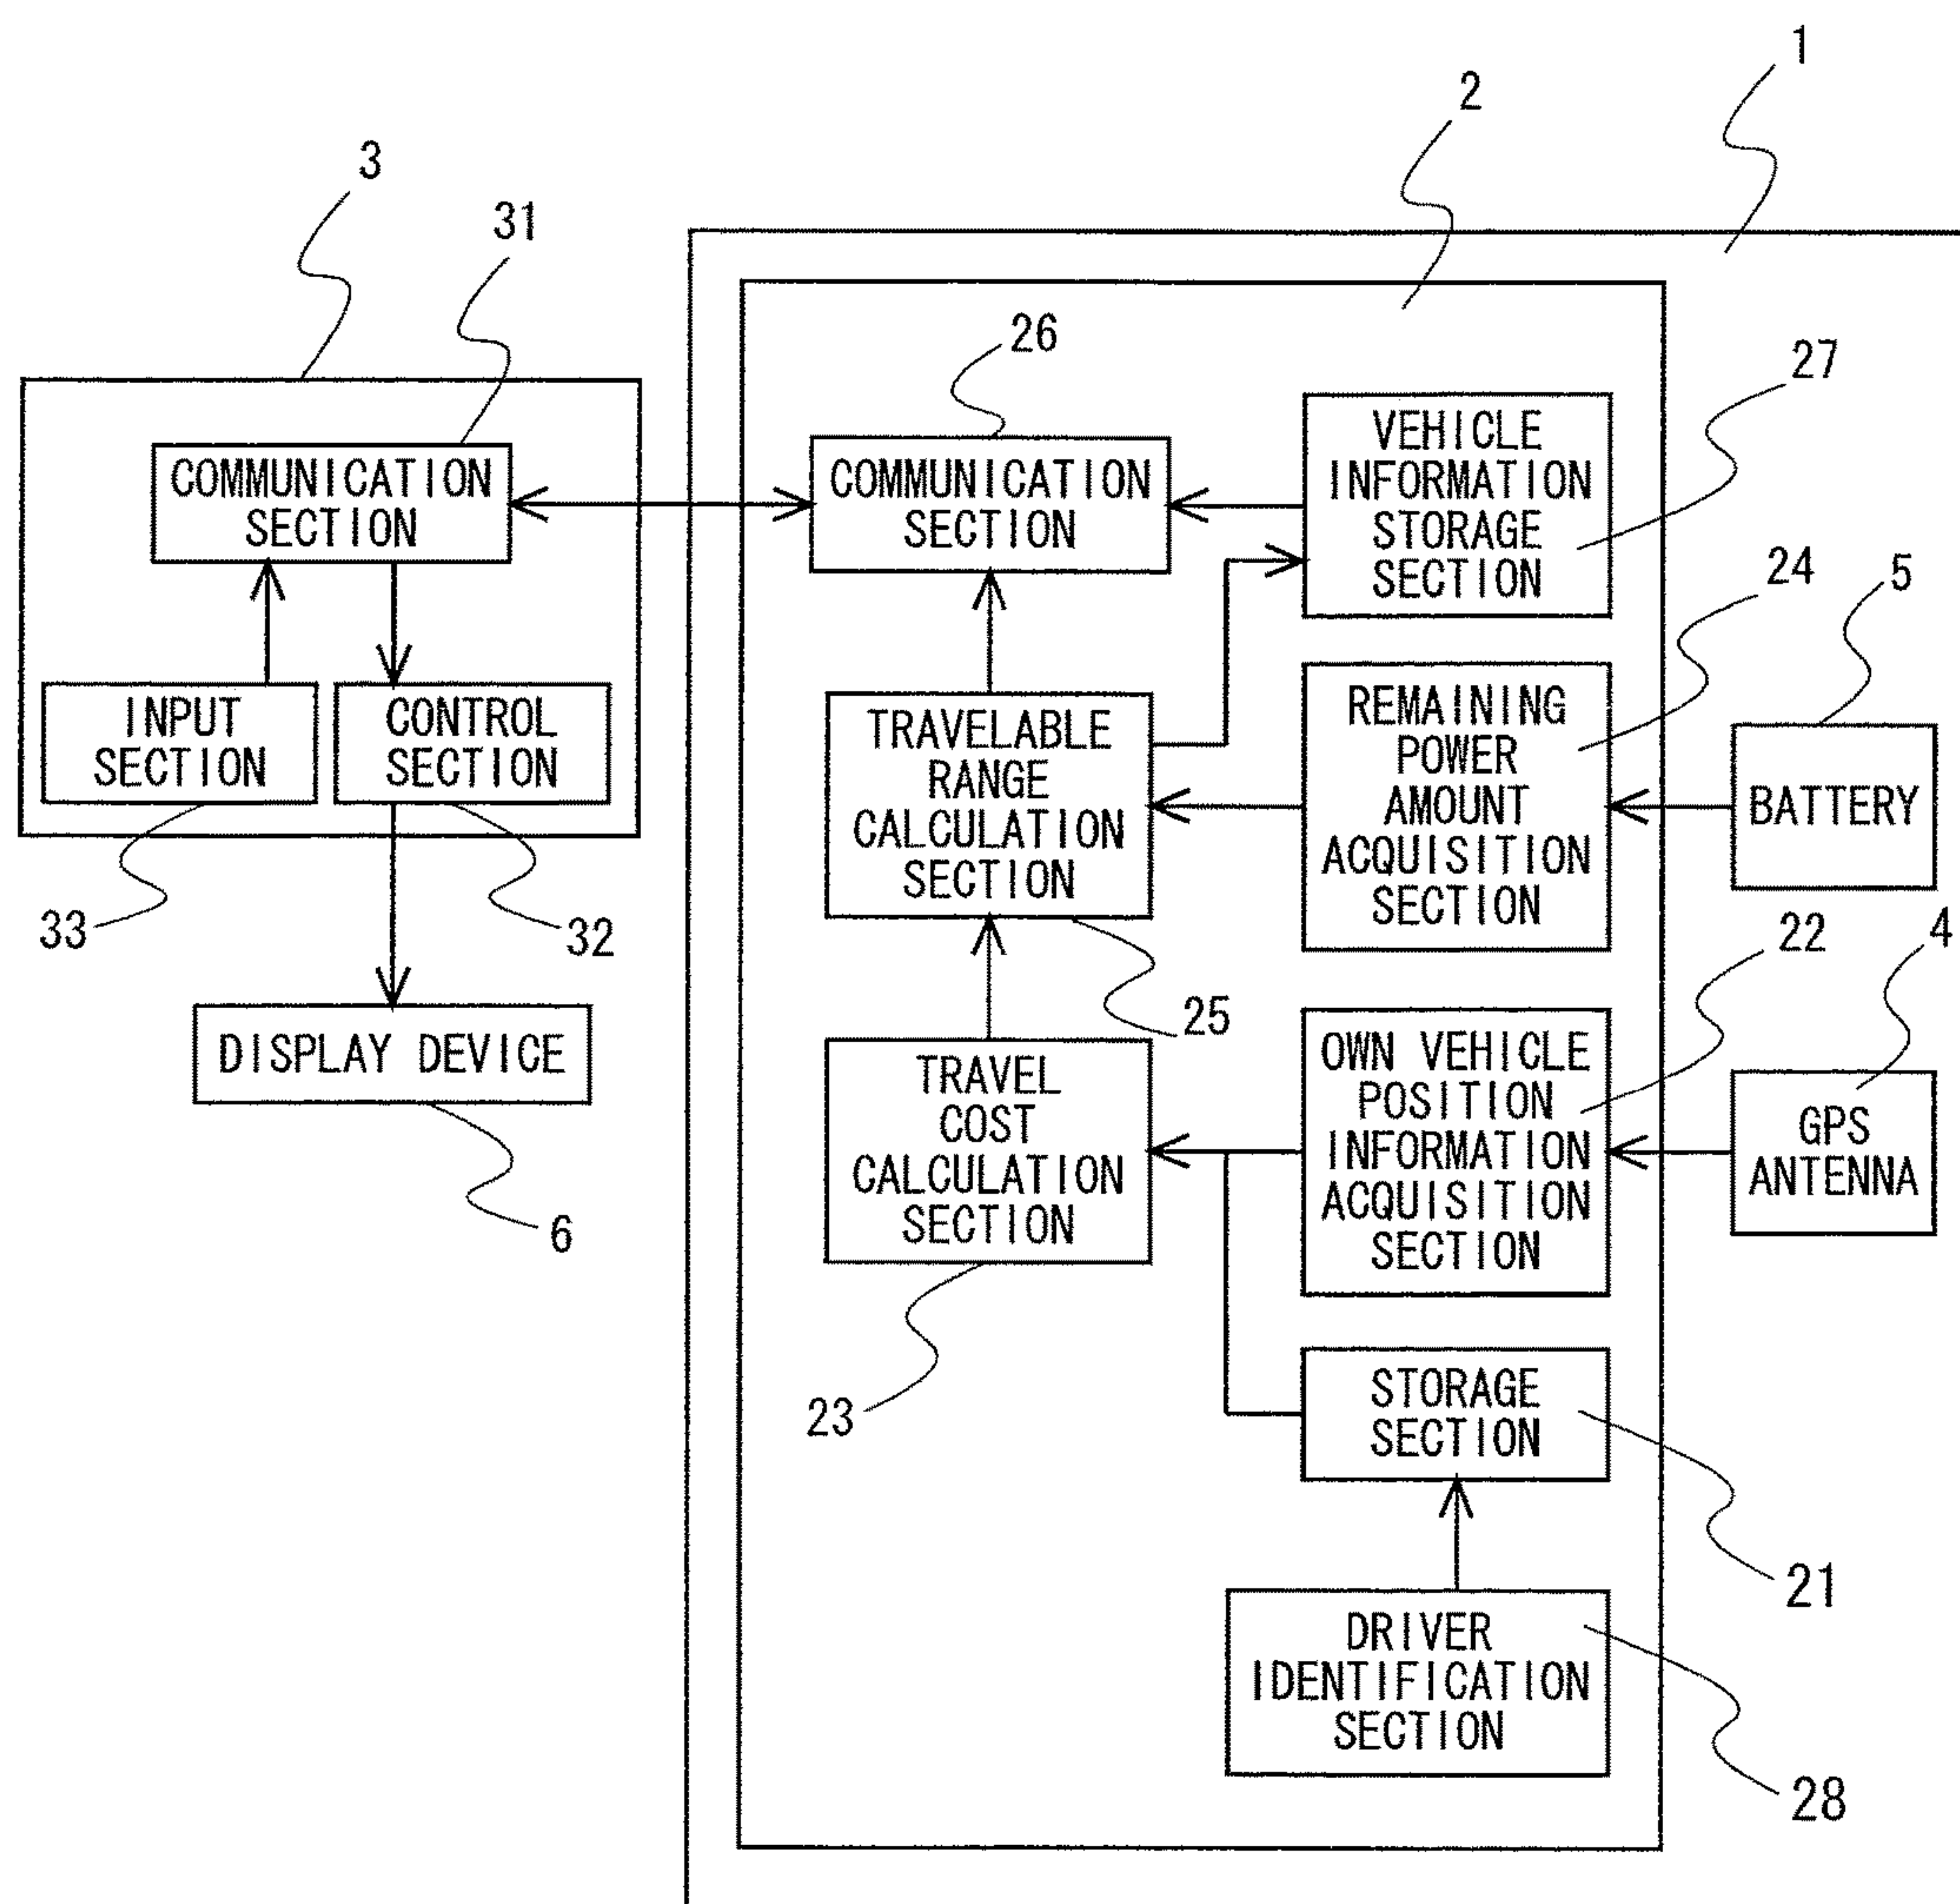 1
2
3
31
26
27
COMMUNICATION
SECTION
COMMUNICATION
SECTION
VEHICLE
INFORMATION
STORAGE
SECTION
24
5
INPUT
SECTION
CONTROL
SECTION
TRAVELABLE
RANGE
CALCULATION
SECTION
REMAINING
POWER
AMOUNT
ACQUISITION
SECTION
BATTERY
33
32
25
22
4
DISPLAY DEVICE
6
TRAVEL
COST
CALCULATION
SECTION
OWN VEHICLE
POSITION
INFORMATION
ACQUISITION
SECTION
GPS
ANTENNA
23
STORAGE
SECTION
21
DRIVER
IDENTIFICATION
SECTION
28